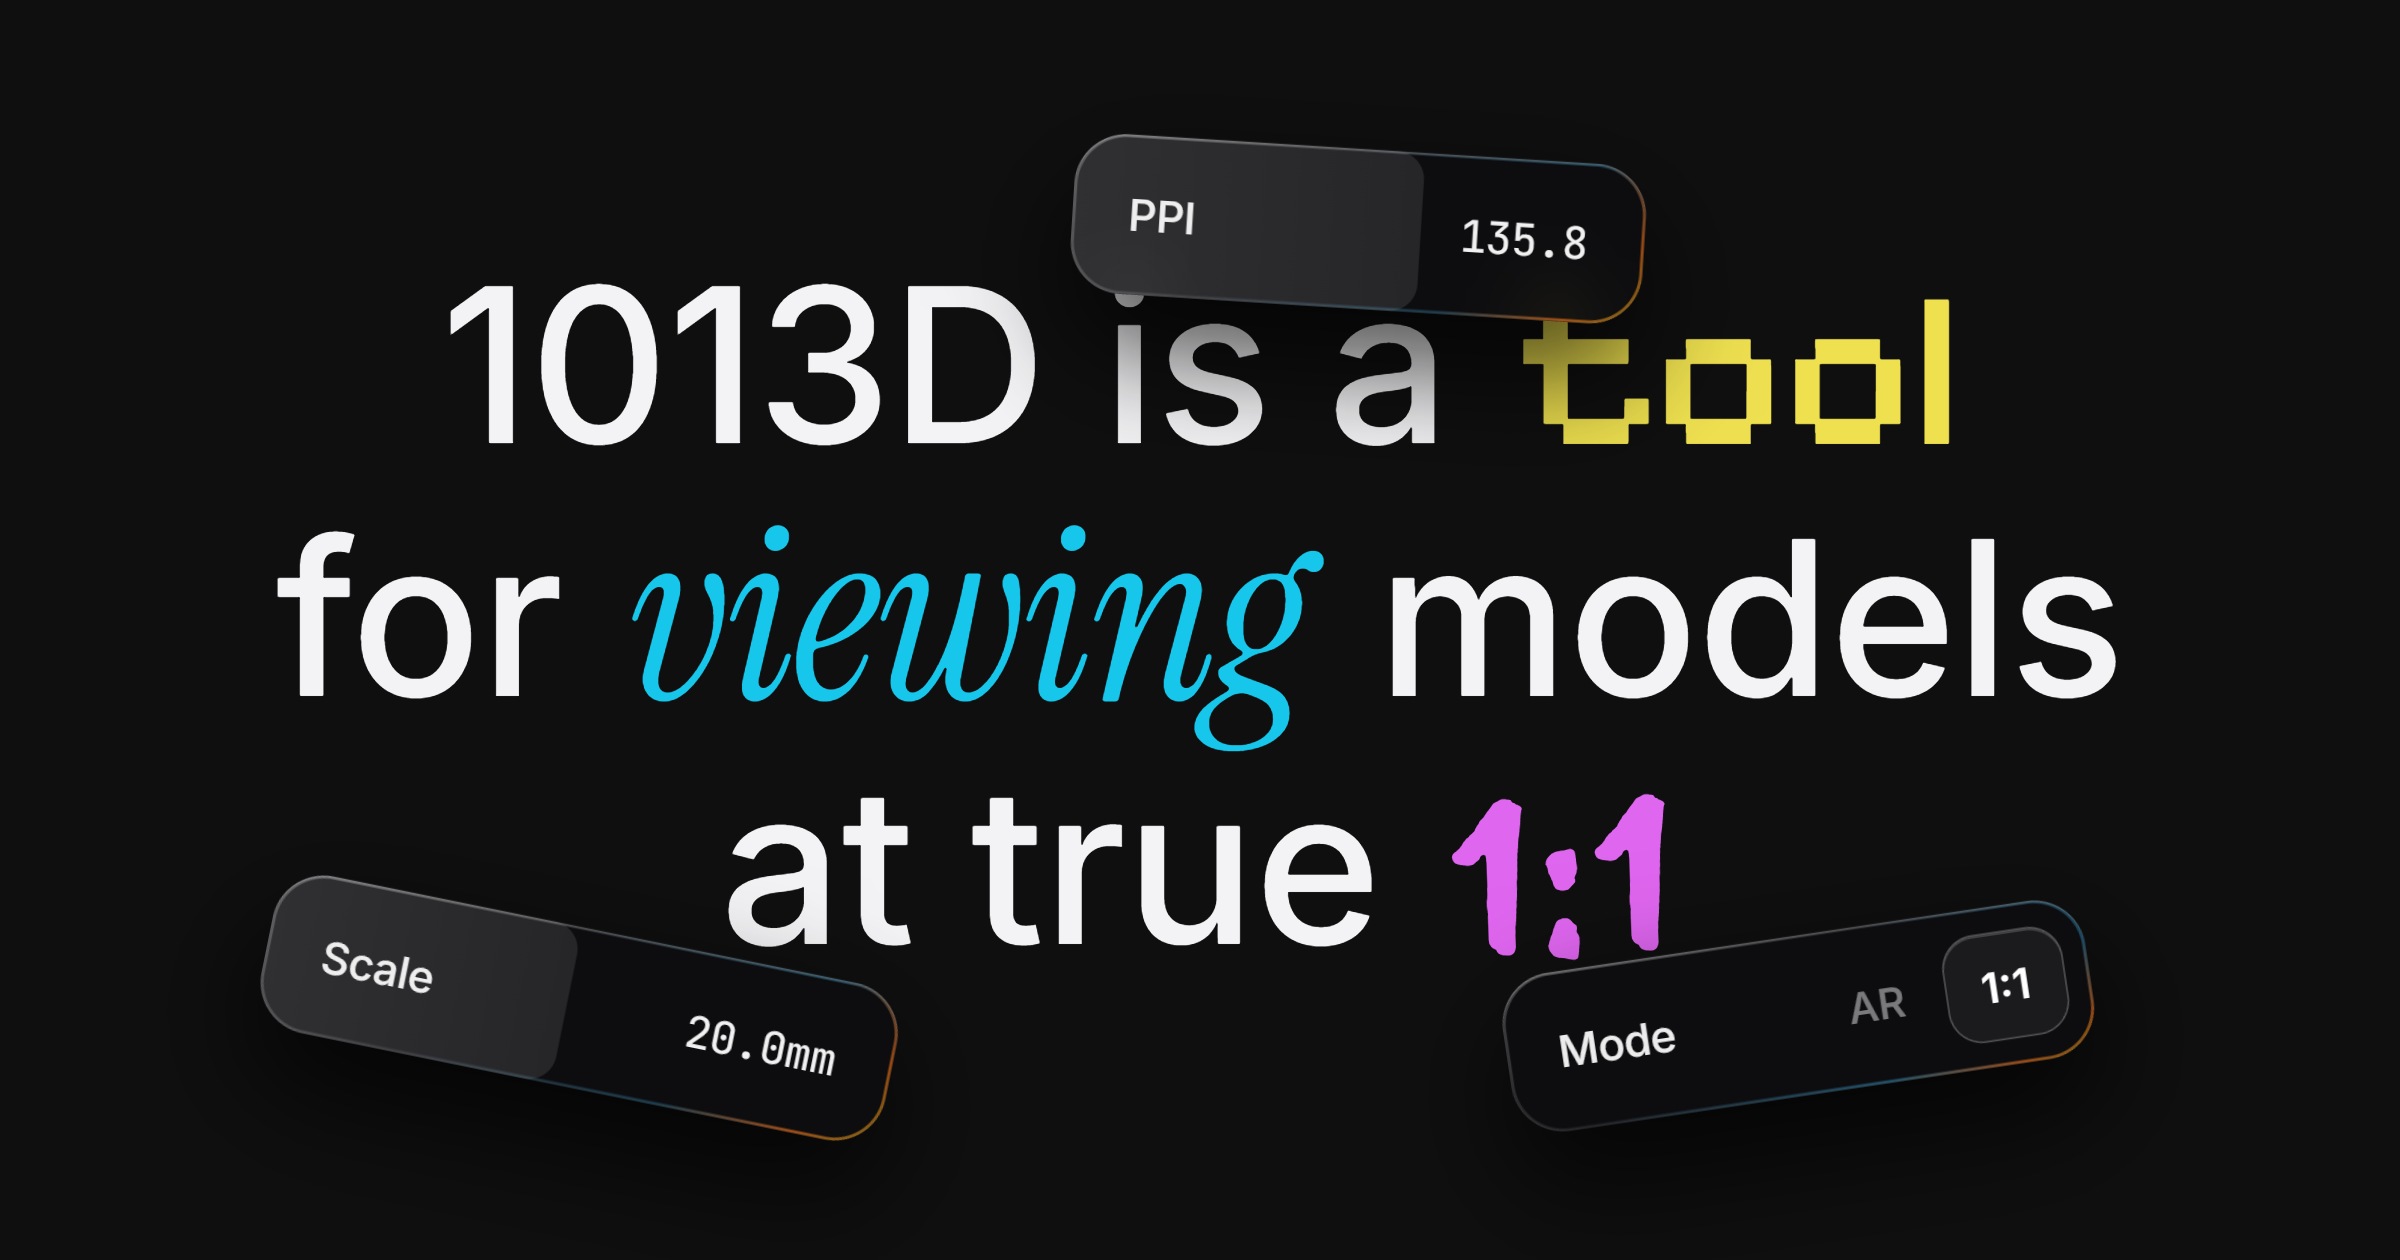 PPI 135.8
1013D is a tool
for viewing models
at true 1:1
Scale 20.0mm
Mode AR 1:1